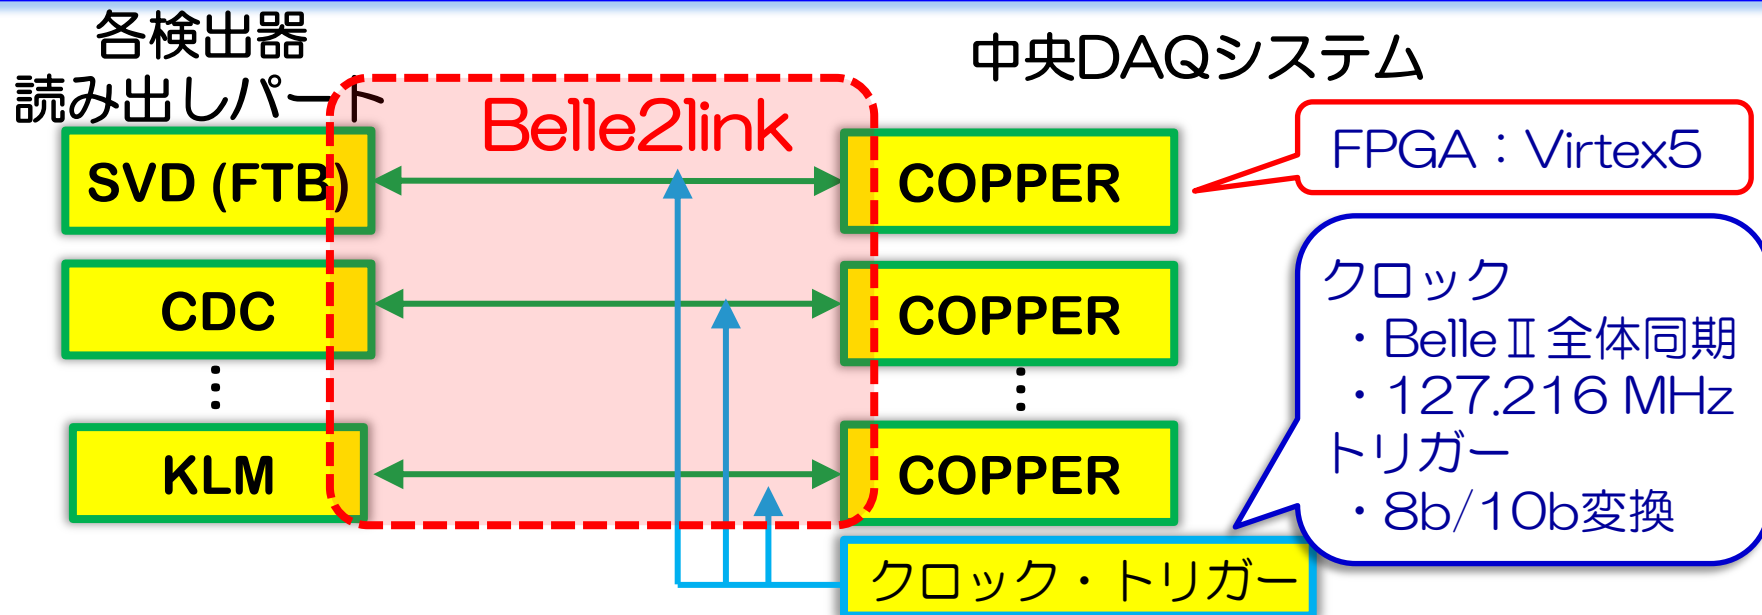 各検出器
読み出しパート
中央DAQシステム
Belle2link
SVD (FTB)
COPPER
FPGA：Virtex5
CDC
COPPER
クロック
・BelleⅡ全体同期
・127.216 MHz
トリガー
・8b/10b変換
⋮
⋮
KLM
COPPER
クロック・トリガー